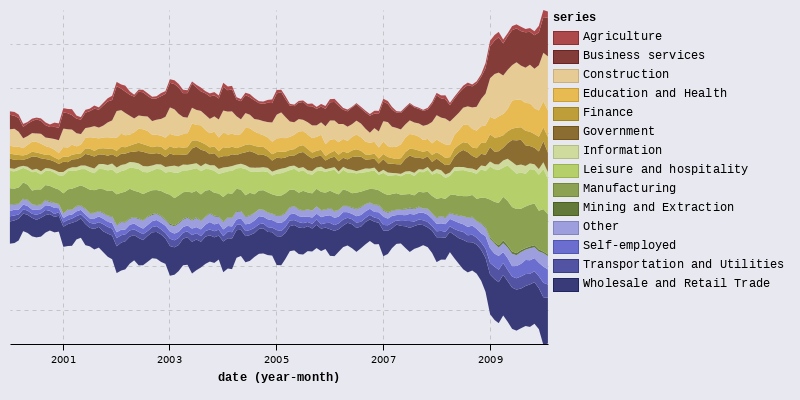 series
Agriculture
Business services
Construction
Education and Health
Finance
Government
Information
Leisure and hospitality
Manufacturing
Mining and Extraction
Other
Self-employed
Transportation and Utilities
Wholesale and Retail Trade
2001 2003 2005 2007 2009
date (year-month)